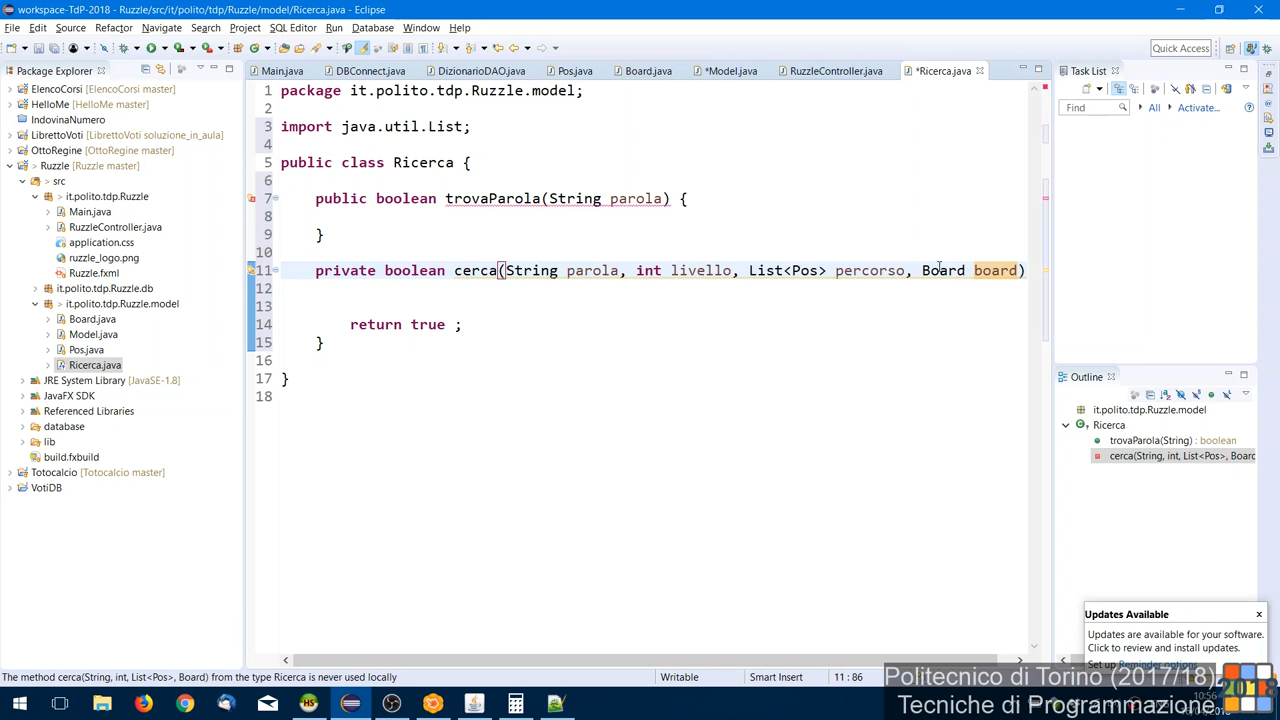 workspace-TdP-2018 - Ruzzle/src/it/polito/tdp/Ruzzle/model/Ricerca.java - Eclipse
File Edit Source Refactor Navigate Search Project SQL Editor Run Database Window Help
Quick Access
Package Explorer
Main.java DBConnect.java DizionarioDAO.java Pos.java Board.java *Model.java RuzzleController.java *Ricerca.java
Task List
Find All Activate...
ElencoCorsi [ElencoCorsi master]
HelloMe [HelloMe master]
IndovinaNumero
LibrettoVoti [LibrettoVoti soluzione_in_aula]
OttoRegine [OttoRegine master]
> Ruzzle [Ruzzle master]
> src
> it.polito.tdp.Ruzzle
Main.java
RuzzleController.java
application.css
ruzzle_logo.png
Ruzzle.fxml
it.polito.tdp.Ruzzle.db
> it.polito.tdp.Ruzzle.model
Board.java
Model.java
Pos.java
Ricerca.java
JRE System Library [JavaSE-1.8]
JavaFX SDK
Referenced Libraries
database
lib
build.fxbuild
Totocalcio [Totocalcio master]
VotiDB
1 package it.polito.tdp.Ruzzle.model;
2
3 import java.util.List;
4
5 public class Ricerca {
6
7 public boolean trovaParola(String parola) {
8
9 }
10
11 private boolean cerca(String parola, int livello, List<Pos> percorso, Board board)
12
13
14 return true ;
15 }
16
17 }
18
Outline
it.polito.tdp.Ruzzle.model
Ricerca
trovaParola(String) : boolean
cerca(String, int, List<Pos>, Board
Updates Available
Updates are available for your software.
Click to review and install updates.
Set up Reminder options
The method cerca(String, int, List<Pos>, Board) from the type Ricerca is never used locally
Writable Smart Insert 11 : 86
Politecnico di Torino (2017/18)
Tecniche di Programmazione
2018
10:56